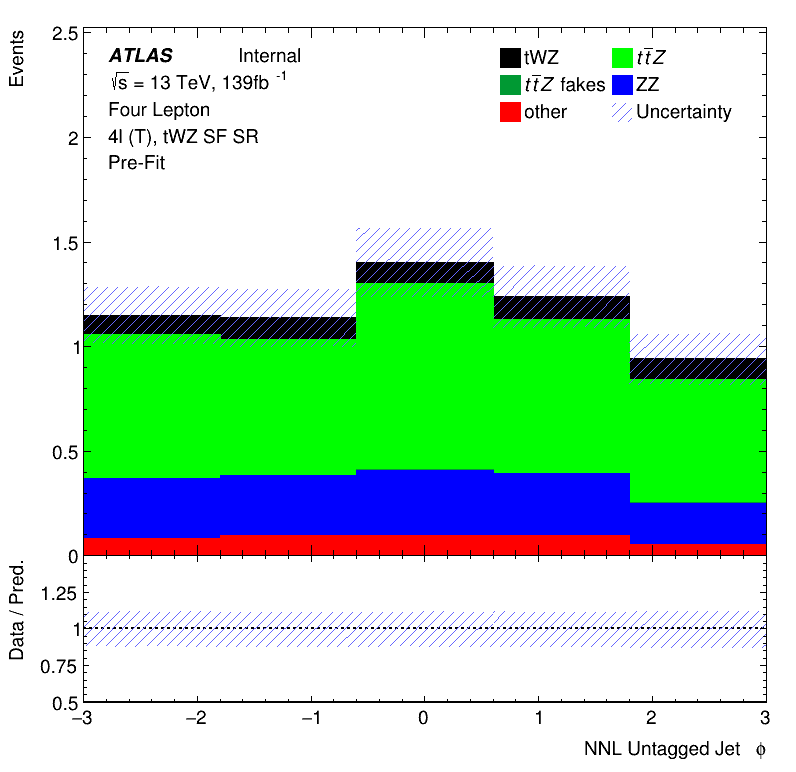 Events
2.5
2
1.5
1
0.5
0
ATLAS Internal
√s = 13 TeV, 139fb -1
Four Lepton
4l (T), tWZ SF SR
Pre-Fit
tWZ
tt̄Z
tt̄Z fakes
ZZ
other
Uncertainty
Data / Pred.
1.25
1
0.75
0.5
−3 −2 −1 0 1 2 3
NNL Untagged Jet ϕ